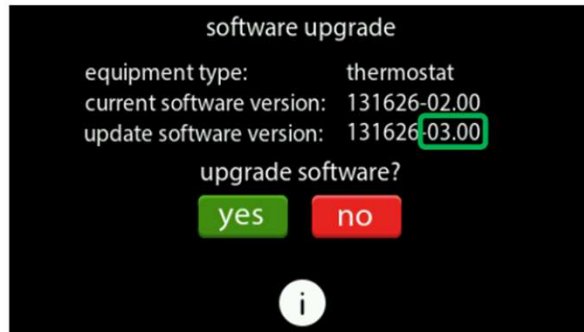 software upgrade
equipment type: thermostat
current software version: 131626-02.00
update software version: 131626-03.00
upgrade software?
yes no
i